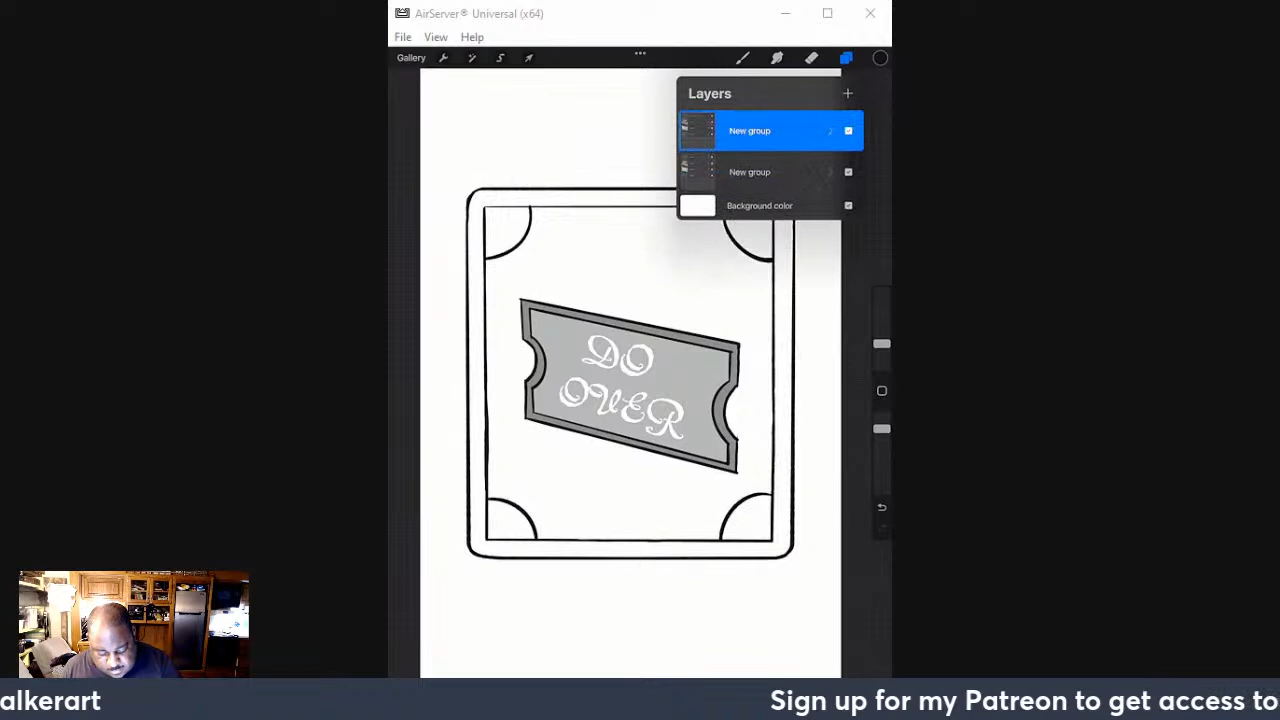 AirServer® Universal (x64)
File View Help
Gallery
Layers
New group
New group
Background color
DO
OVER
alkerart
Sign up for my Patreon to get access to